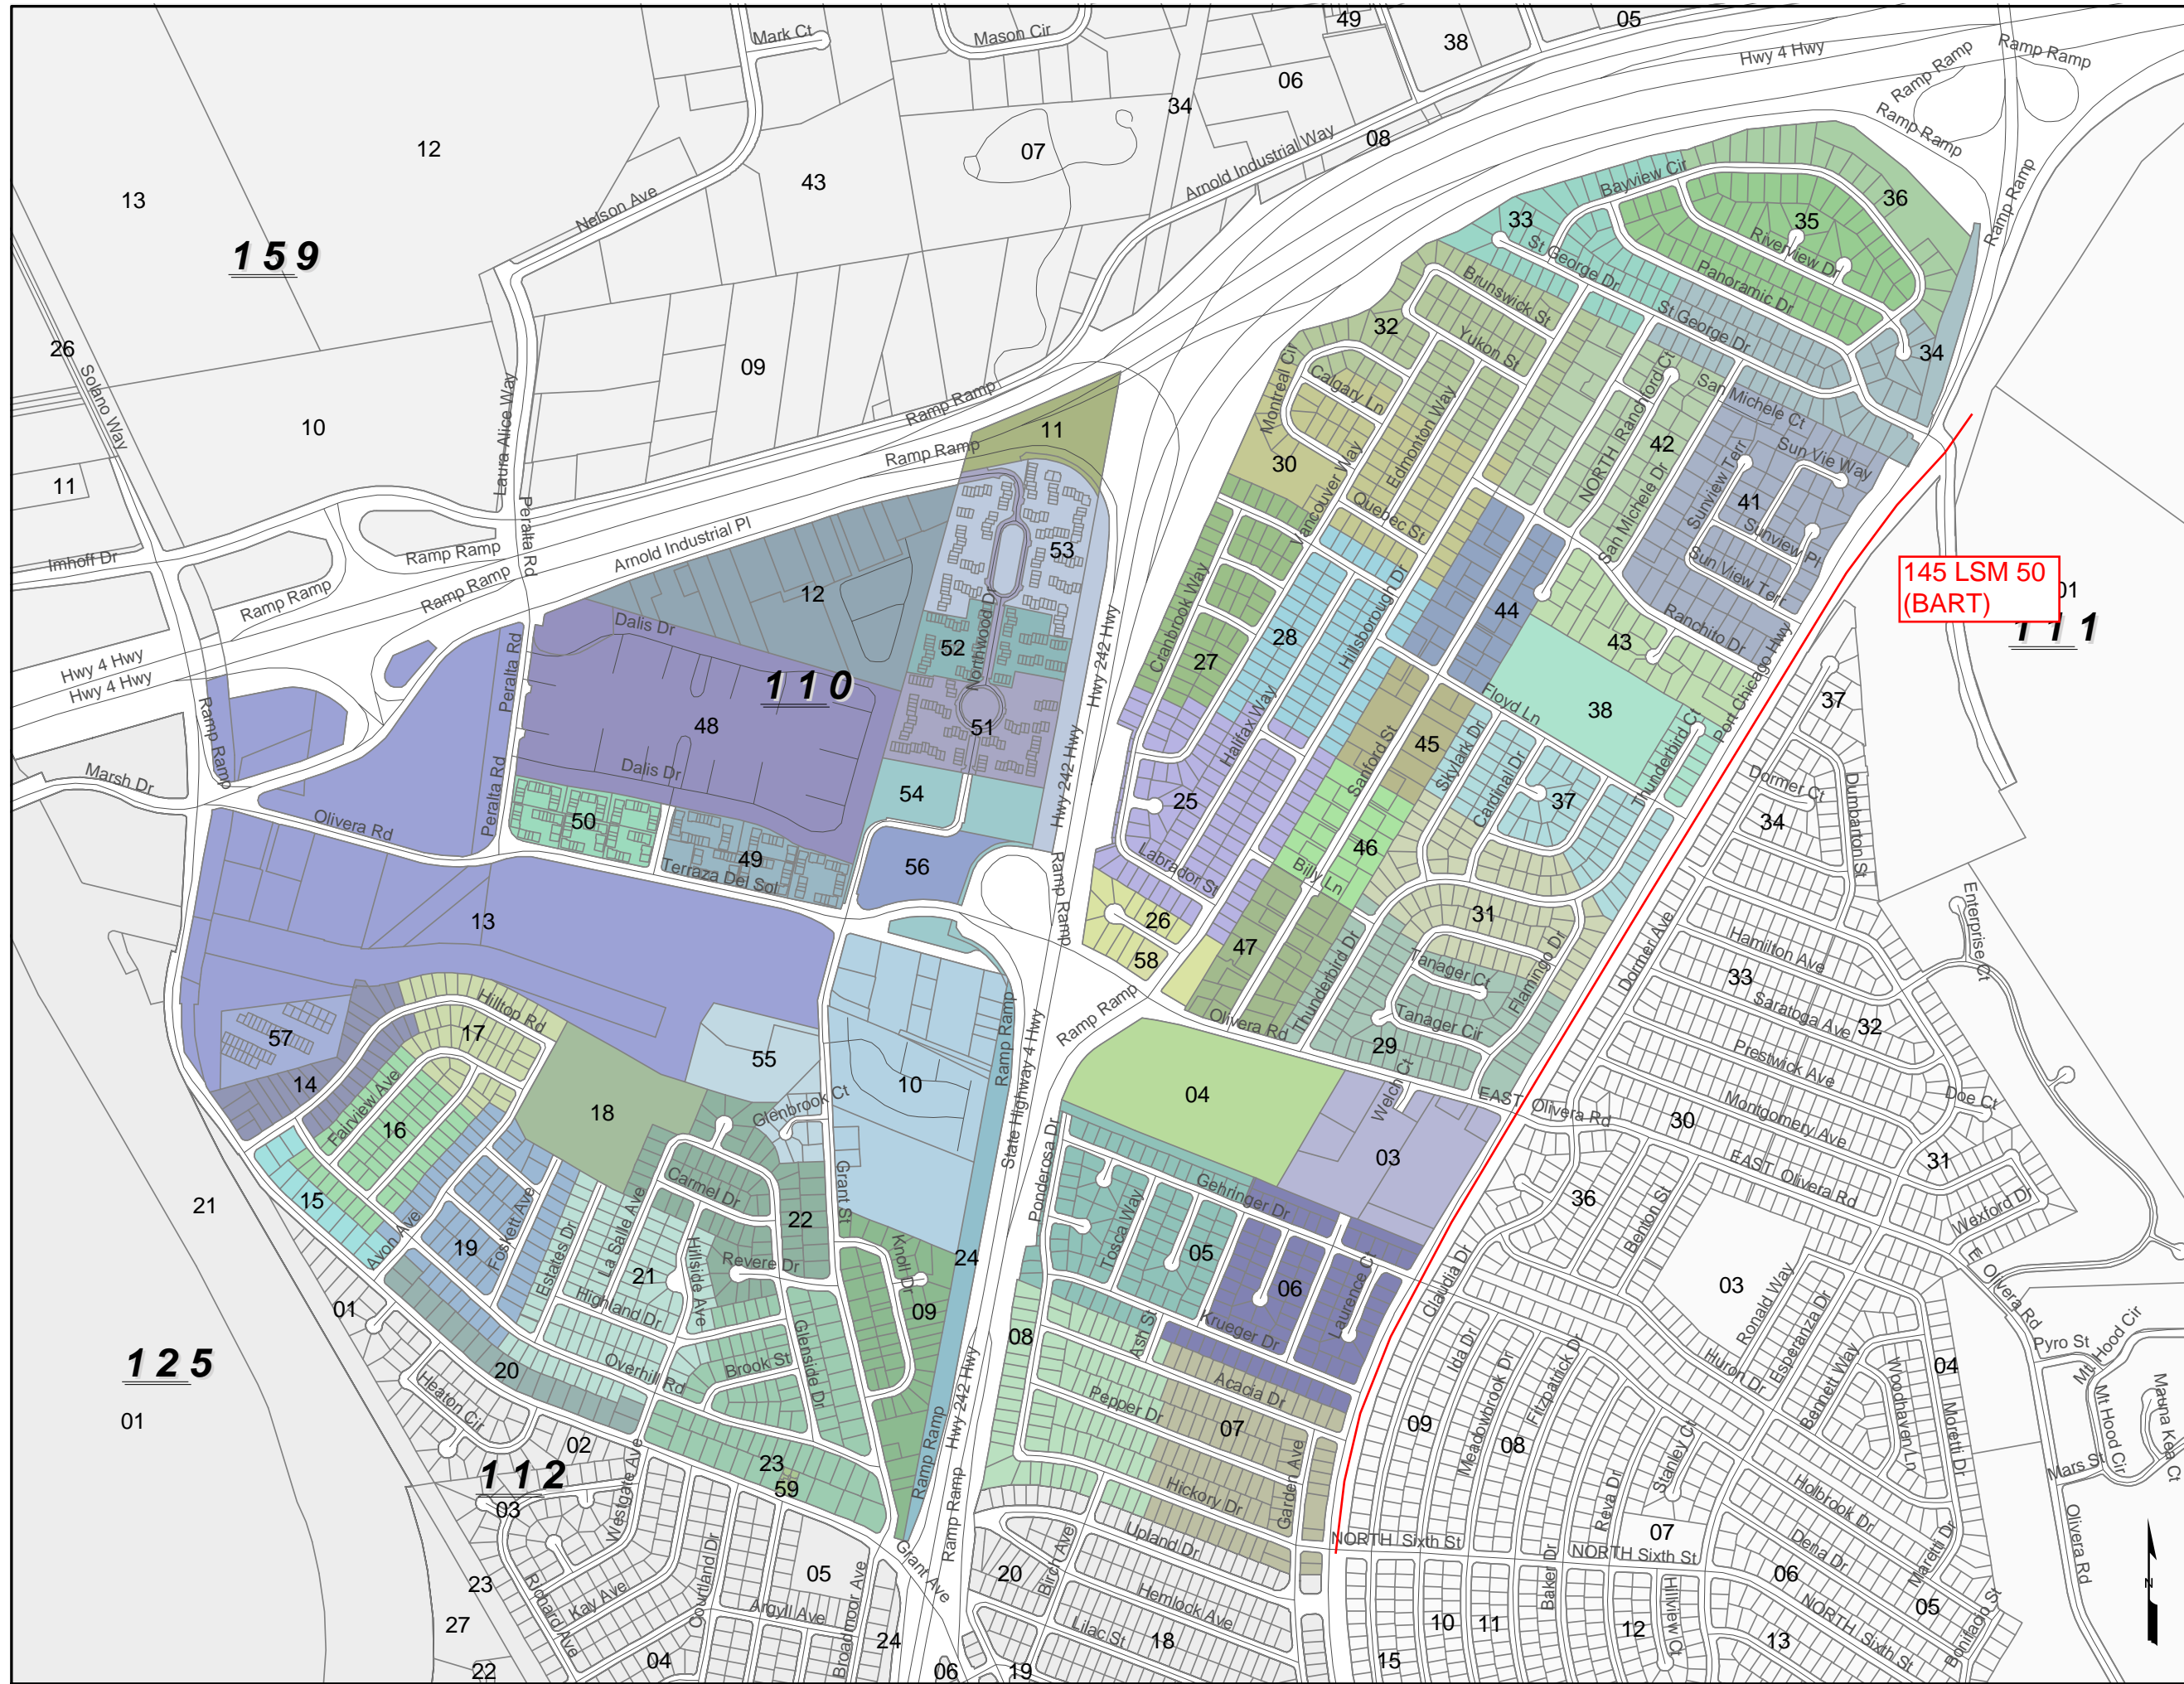 Mark Ct
Mason Cir
49
38
05
Hwy 4 Hwy
Ramp Ramp
Ramp Ramp
Ramp Ramp
Ramp Ramp
06
34
12
43
07
Arnold Industrial Way
08
13
Nelson Ave
159
Bayview Cir
33
36
35
Riverview Dr
Panoramic Dr
St George Dr
St George Dr
34
Brunswick St
Yukon St
32
26
Solano Way
10
11
09
Laura Alice Way
Peralta Rd
Ramp Ramp
Ramp Ramp
11
Montreal Cir
Calgary Ln
30
Edmonton Way
Vancouver Way
Quebec St
NORTH Ranchford Ct
42
San Michele Ct
San Michele Dr
Sun Vie Way
Sunview Terr
41
Sunview Pl
Sun View Terr
Imhoff Dr
Ramp Ramp
Ramp Ramp
Ramp Ramp
Arnold Industrial Pl
12
53
Northwood Dr
52
51
Hwy 242 Hwy
Cranbrook Way
27
28
Hillsborough Dr
44
43
Ranchito Dr
Port Chicago Hwy
145 LSM 50
(BART)
01
111
Hwy 4 Hwy
Hwy 4 Hwy
Ramp Ramp
Peralta Rd
Dalis Dr
110
48
Dalis Dr
Floyd Ln
38
37
Halifax Way
Sanford St
45
Skylark Dr
Cardinal Dr
37
Thunderbird Ct
Marsh Dr
Olivera Rd
Peralta Rd
50
49
Terraza Del Sol
54
56
Hwy 242 Hwy
Ramp Ramp
25
Labrador St
46
Billy Ln
Dormer Ct
34
Dumbarton St
13
26
58
47
31
Thunderbird Dr
Tanager Ct
Flamingo Dr
Tanager Cir
29
Olivera Rd
Ramp Ramp
Dormer Ave
Hamilton Ave
33
Saratoga Ave
32
Enterprise Ct
Prestwick Ave
Montgomery Ave
30
Doe Ct
31
57
14
Hilltop Rd
17
Fairview Ave
16
18
55
10
Glenbrook Ct
Ramp Ramp
State Highway 4 Hwy
04
Welch Ct
EAST Olivera Rd
EAST Olivera Rd
03
36
Benton St
Wexford Dr
E Olivera Rd
21
15
Avon Ave
19
Foskett Ave
Estates Dr
La Salle Ave
21
Carmel Dr
22
Grant St
Hillside Ave
Revere Dr
Highland Dr
Knoll Dr
09
24
Ponderosa Dr
Gehringer Dr
Tosca Way
05
06
Laurence Ct
Krueger Dr
Ash St
Claudia Dr
03
Ronald Way
Esperanza Dr
Huron Dr
Bennett Way
Woodhaven Ln
04
Moretti Dr
Pyro St
Mt Hood Cir
Mt Hood Cir
Mauna Kea Ct
Mars St
Olivera Rd
01
125
01
20
Overhill Rd
Brook St
Glenside Dr
Heaton Cir
02
23
59
112
03
Westgate Ave
08
Pepper Dr
Acacia Dr
07
Hickory Dr
Garden Ave
Ida Dr
09
Meadowbrook Dr
08
Fitzpatrick Dr
Reva Dr
Stanley Ct
Holbrook Dr
Dena Dr
Maretti Dr
Hwy 242 Hwy
Ramp Ramp
Ramp Ramp
Grant Ave
Upland Dr
Birch Ave
20
Hemlock Ave
Lilac St
18
NORTH Sixth St
NORTH Sixth St
NORTH Sixth St
07
06
05
Bonifacio St
23
27
22
Richard Ave
Kay Ave
04
Courtland Dr
05
Argyll Ave
Broadmoor Ave
24
06
19
15
10
11
Baker Dr
12
Hillview Ct
13
N